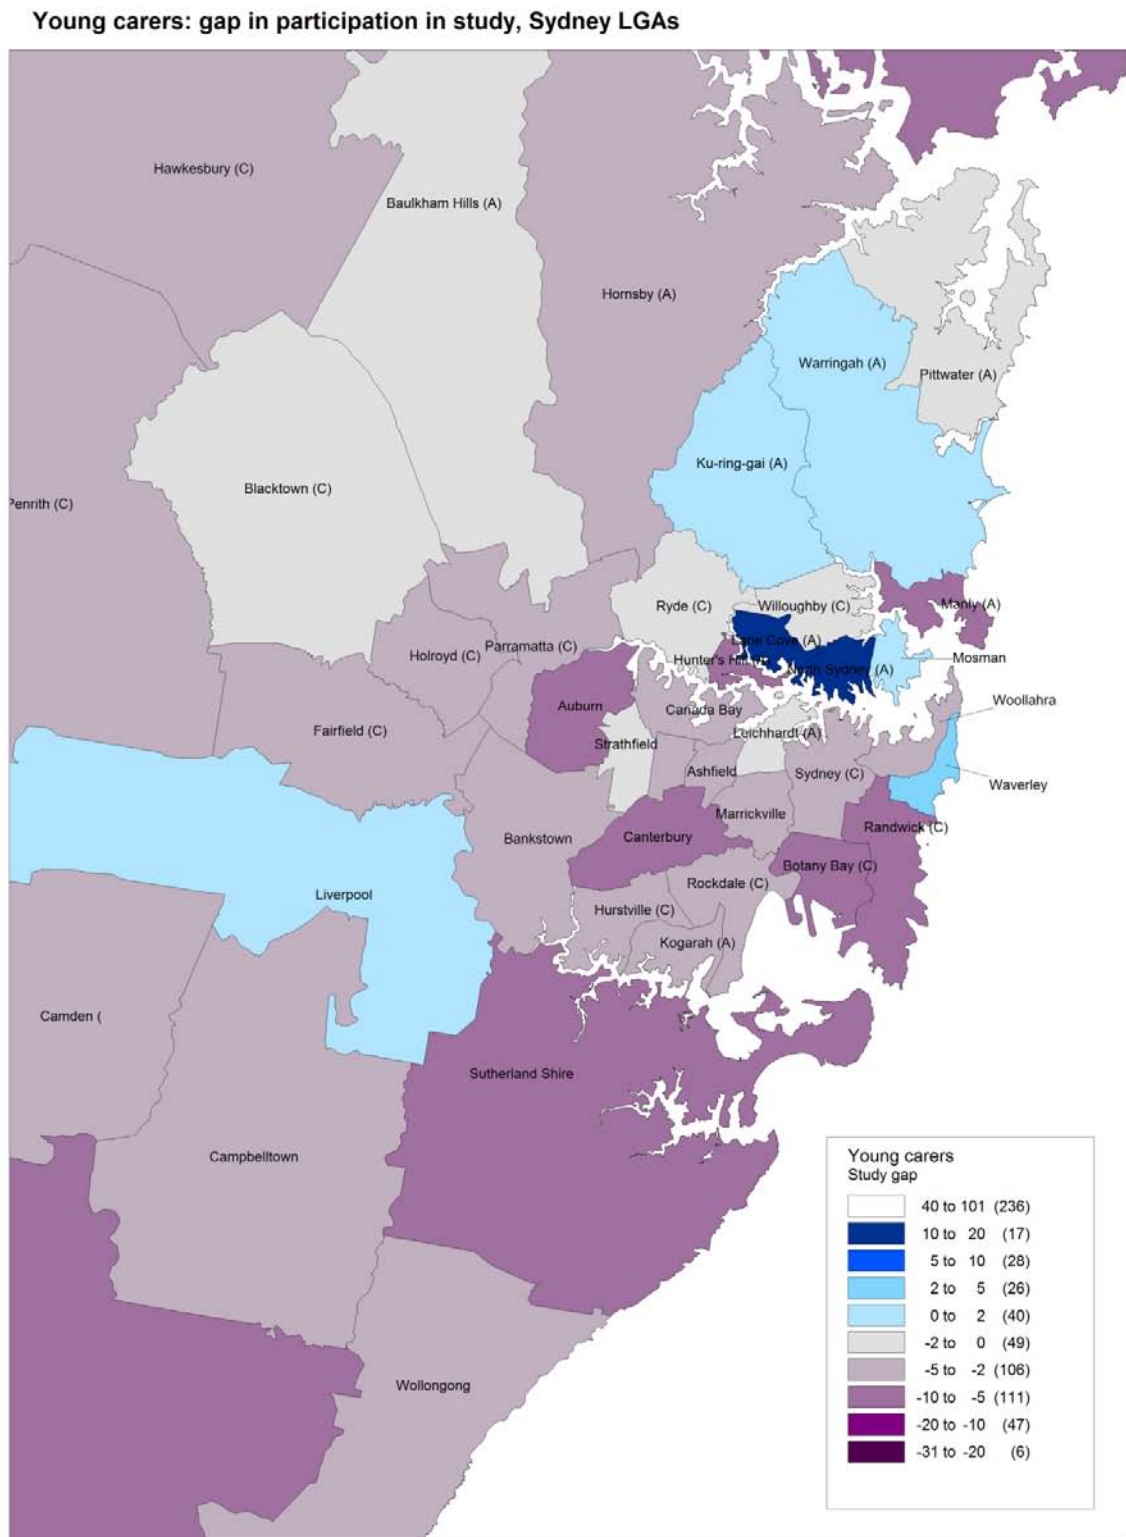 Young carers: gap in participation in study, Sydney LGAs
Hawkesbury (C)
Baulkham Hills (A)
Hornsby (A)
Warringah (A)
Pittwater (A)
Ku-ring-gai (A)
Blacktown (C)
Penrith (C)
Ryde (C)
Willoughby (C)
Manly (A)
Lane Cove (A)
Parramatta (C)
Holroyd (C)
Hunter's Hill
North Sydney (A)
Mosman
Auburn
Canada Bay
Woollahra
Fairfield (C)
Strathfield
Leichhardt (A)
Ashfield
Sydney (C)
Waverley
Marrickville
Randwick (C)
Bankstown
Canterbury
Botany Bay (C)
Liverpool
Rockdale (C)
Hurstville (C)
Kogarah (A)
Camden (
Sutherland Shire
Campbelltown
Wollongong
Young carers
Study gap
40 to 101 (236)
10 to 20 (17)
5 to 10 (28)
2 to 5 (26)
0 to 2 (40)
-2 to 0 (49)
-5 to -2 (106)
-10 to -5 (111)
-20 to -10 (47)
-31 to -20 (6)